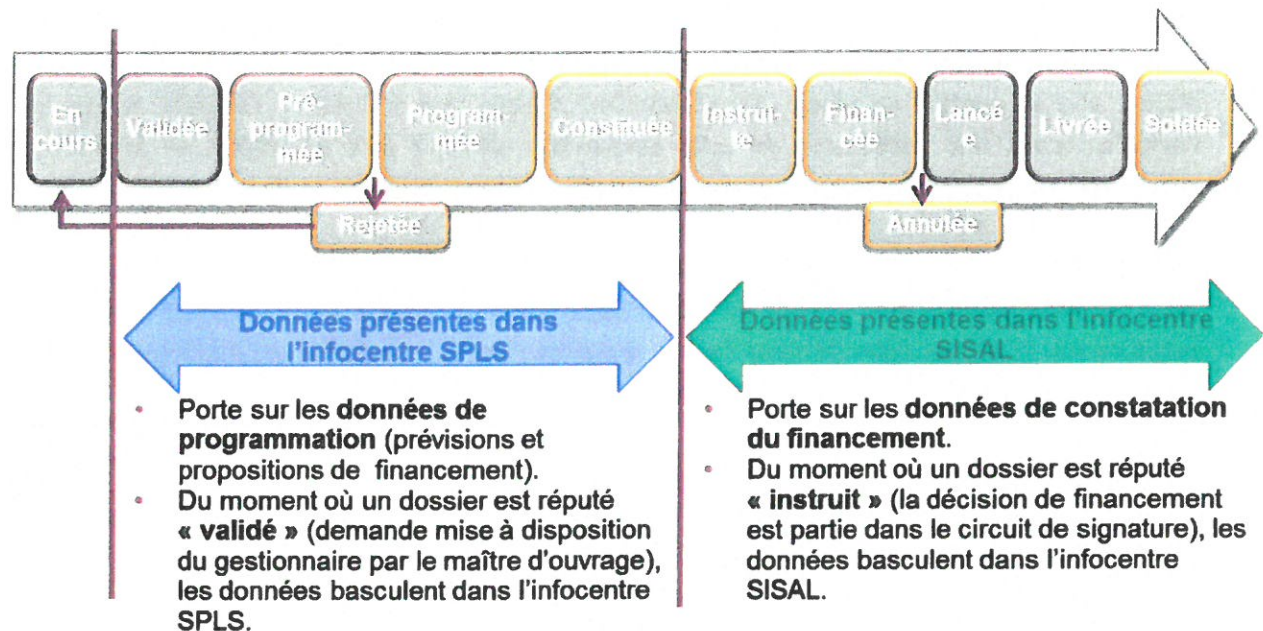 En
cours
Validée
Pré-
program-
mée
Program-
mée
Constituée
Instrui-
te
Finan-
cée
Lancé
e
Livrée
Soldée
Rejetée
Annulée
Données présentes dans
l'infocentre SPLS
Données présentes dans l'infocentre
SISAL
• Porte sur les données de
programmation (prévisions et
propositions de financement).
• Du moment où un dossier est réputé
« validé » (demande mise à disposition
du gestionnaire par le maître d'ouvrage),
les données basculent dans l'infocentre
SPLS.
• Porte sur les données de constatation
du financement.
• Du moment où un dossier est réputé
« instruit » (la décision de financement
est partie dans le circuit de signature), les
données basculent dans l'infocentre
SISAL.